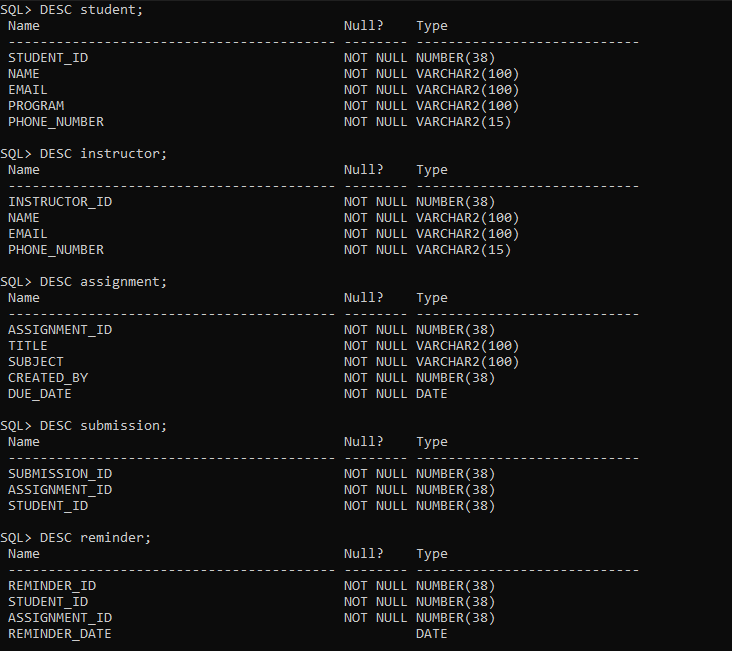 SQL> DESC student;
 Name                                      Null?    Type
 ----------------------------------------- -------- ----------------------------
 STUDENT_ID                                NOT NULL NUMBER(38)
 NAME                                      NOT NULL VARCHAR2(100)
 EMAIL                                     NOT NULL VARCHAR2(100)
 PROGRAM                                   NOT NULL VARCHAR2(100)
 PHONE_NUMBER                              NOT NULL VARCHAR2(15)

SQL> DESC instructor;
 Name                                      Null?    Type
 ----------------------------------------- -------- ----------------------------
 INSTRUCTOR_ID                             NOT NULL NUMBER(38)
 NAME                                      NOT NULL VARCHAR2(100)
 EMAIL                                     NOT NULL VARCHAR2(100)
 PHONE_NUMBER                              NOT NULL VARCHAR2(15)

SQL> DESC assignment;
 Name                                      Null?    Type
 ----------------------------------------- -------- ----------------------------
 ASSIGNMENT_ID                             NOT NULL NUMBER(38)
 TITLE                                     NOT NULL VARCHAR2(100)
 SUBJECT                                   NOT NULL VARCHAR2(100)
 CREATED_BY                                NOT NULL NUMBER(38)
 DUE_DATE                                  NOT NULL DATE

SQL> DESC submission;
 Name                                      Null?    Type
 ----------------------------------------- -------- ----------------------------
 SUBMISSION_ID                             NOT NULL NUMBER(38)
 ASSIGNMENT_ID                             NOT NULL NUMBER(38)
 STUDENT_ID                                NOT NULL NUMBER(38)

SQL> DESC reminder;
 Name                                      Null?    Type
 ----------------------------------------- -------- ----------------------------
 REMINDER_ID                               NOT NULL NUMBER(38)
 STUDENT_ID                                NOT NULL NUMBER(38)
 ASSIGNMENT_ID                             NOT NULL NUMBER(38)
 REMINDER_DATE                                      DATE